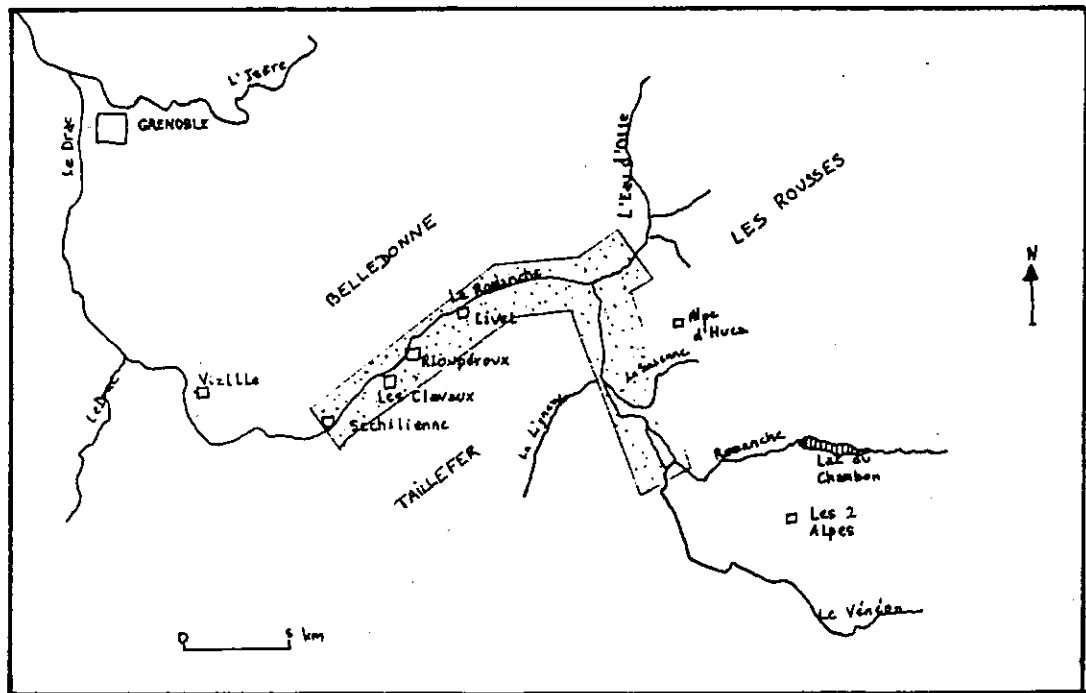 L'Isère
Le Drac
GRENOBLE
L'Eau d'Olle
LES ROUSSES
BELLEDONNE
N
La Romanche
Livet
Alpe
d'Huez
Rioupéroux
La Sarenne
Vizille
Les Clavaux
Le Drac
Séchilienne
La Lignare
Romanche
TAILLEFER
Lac du
Chambon
Les 2
Alpes
Le Vénéon
0 5 km